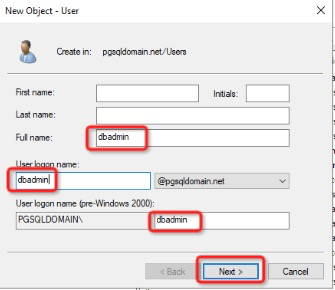 New Object - User
Create in: pgsqldomain.net/Users
First name: Initials:
Last name:
Full name: dbadmin
User logon name:
dbadmin @pgsqldomain.net
User logon name (pre-Windows 2000):
PGSQLDOMAIN\ dbadmin
< Back Next > Cancel